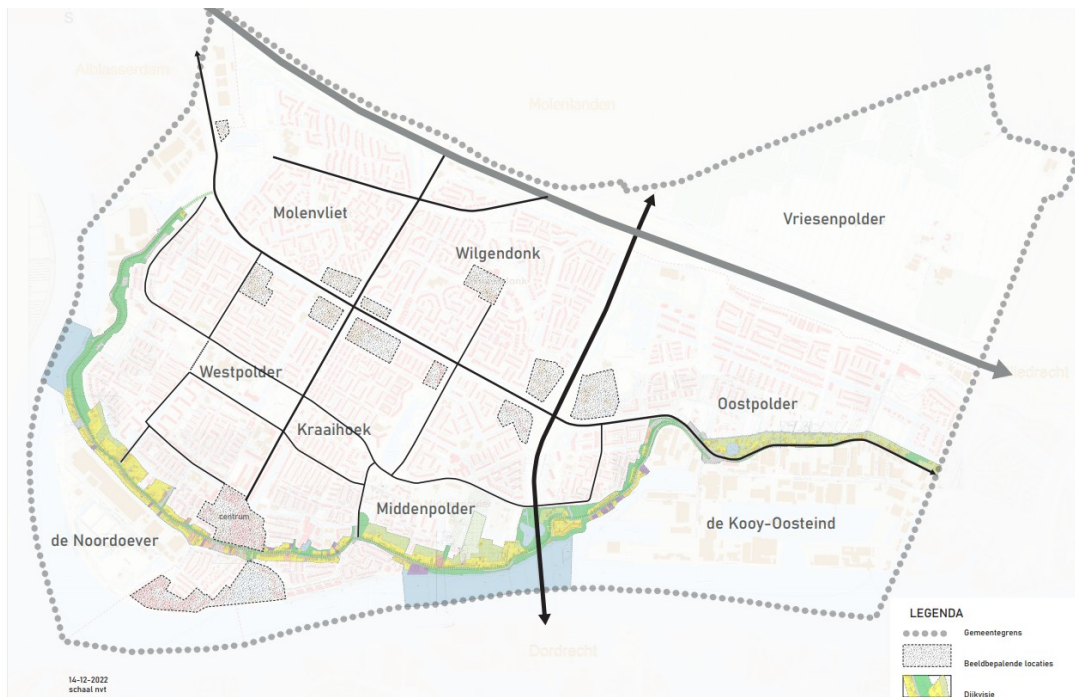 S
Alblasserdam
Molenlanden
Molenvliet
Vriesenpolder
Wilgendonk
Westpolder
Oostpolder
Kraaihoek
Middenpolder
centrum
de Noordoever
de Kooy-Oosteind
Dordrecht
LEGENDA
Gemeentegrens
Beeldbepalende locaties
Dijkvisie
14-12-2022
schaal nvt